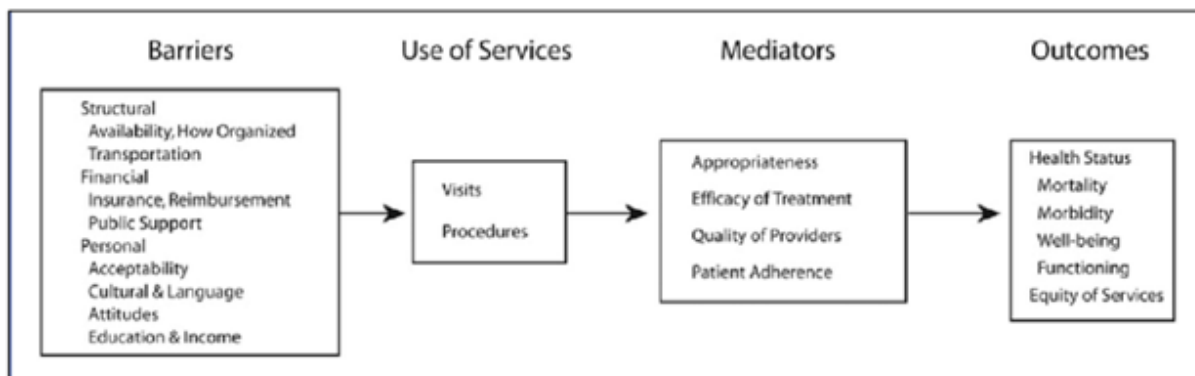 Barriers
Structural
Availability, How Organized
Transportation
Financial
Insurance, Reimbursement
Public Support
Personal
Acceptability
Cultural & Language
Attitudes
Education & Income
Use of Services
Visits
Procedures
Mediators
Appropriateness
Efficacy of Treatment
Quality of Providers
Patient Adherence
Outcomes
Health Status
Mortality
Morbidity
Well-being
Functioning
Equity of Services